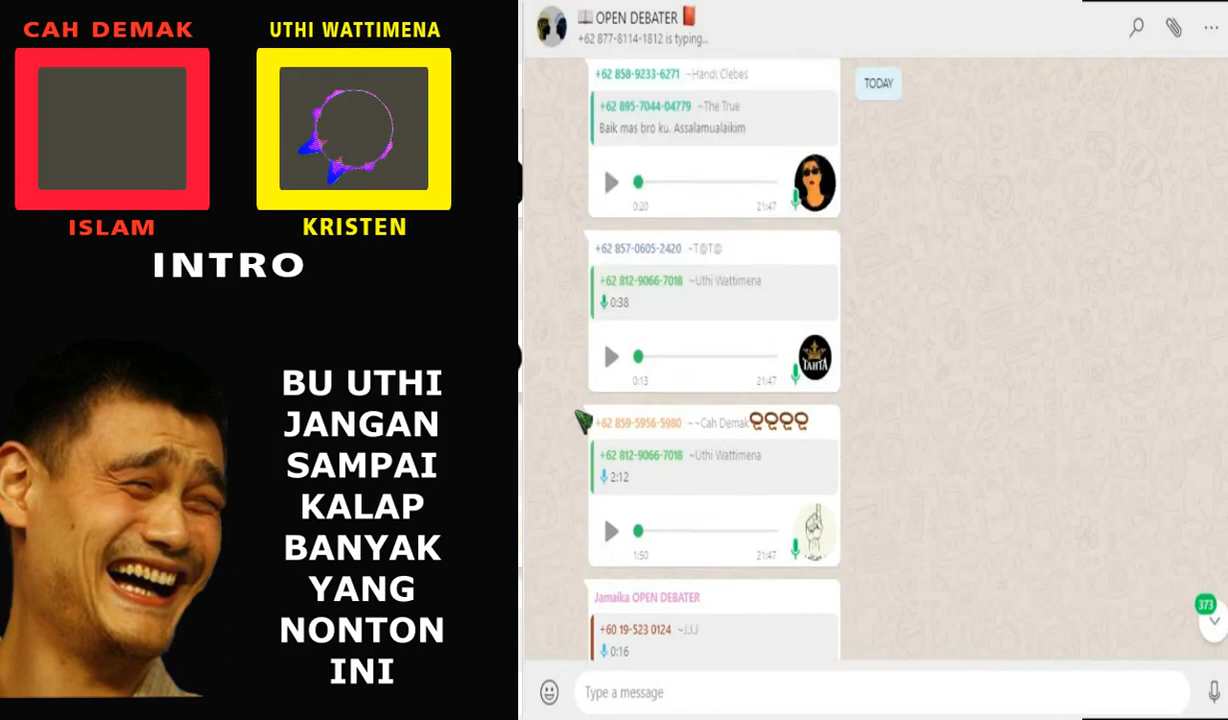 CAH DEMAK
UTHI WATTIMENA
ISLAM
KRISTEN
INTRO
BU UTHI
JANGAN
SAMPAI
KALAP
BANYAK
YANG
NONTON
INI
OPEN DEBATER
+62 877-8114-1812 is typing...
TODAY
+62 858-9233-6271 ~Handi Clebes
+62 895-7044-04779 ~The True
Baik mas bro ku. Assalamualaikim
0:20 21:47
+62 857-0605-2420 ~T@T@
+62 812-9066-7018 ~Uthi Wattimena
0:38
TAHTA
0:13 21:47
+62 859-5956-5980 ~~Cah Demak
+62 812-9066-7018 ~Uthi Wattimena
2:12
1:50 21:47
Jamaika OPEN DEBATER
+60 19-523 0124 ~JJJ
0:16
373
Type a message